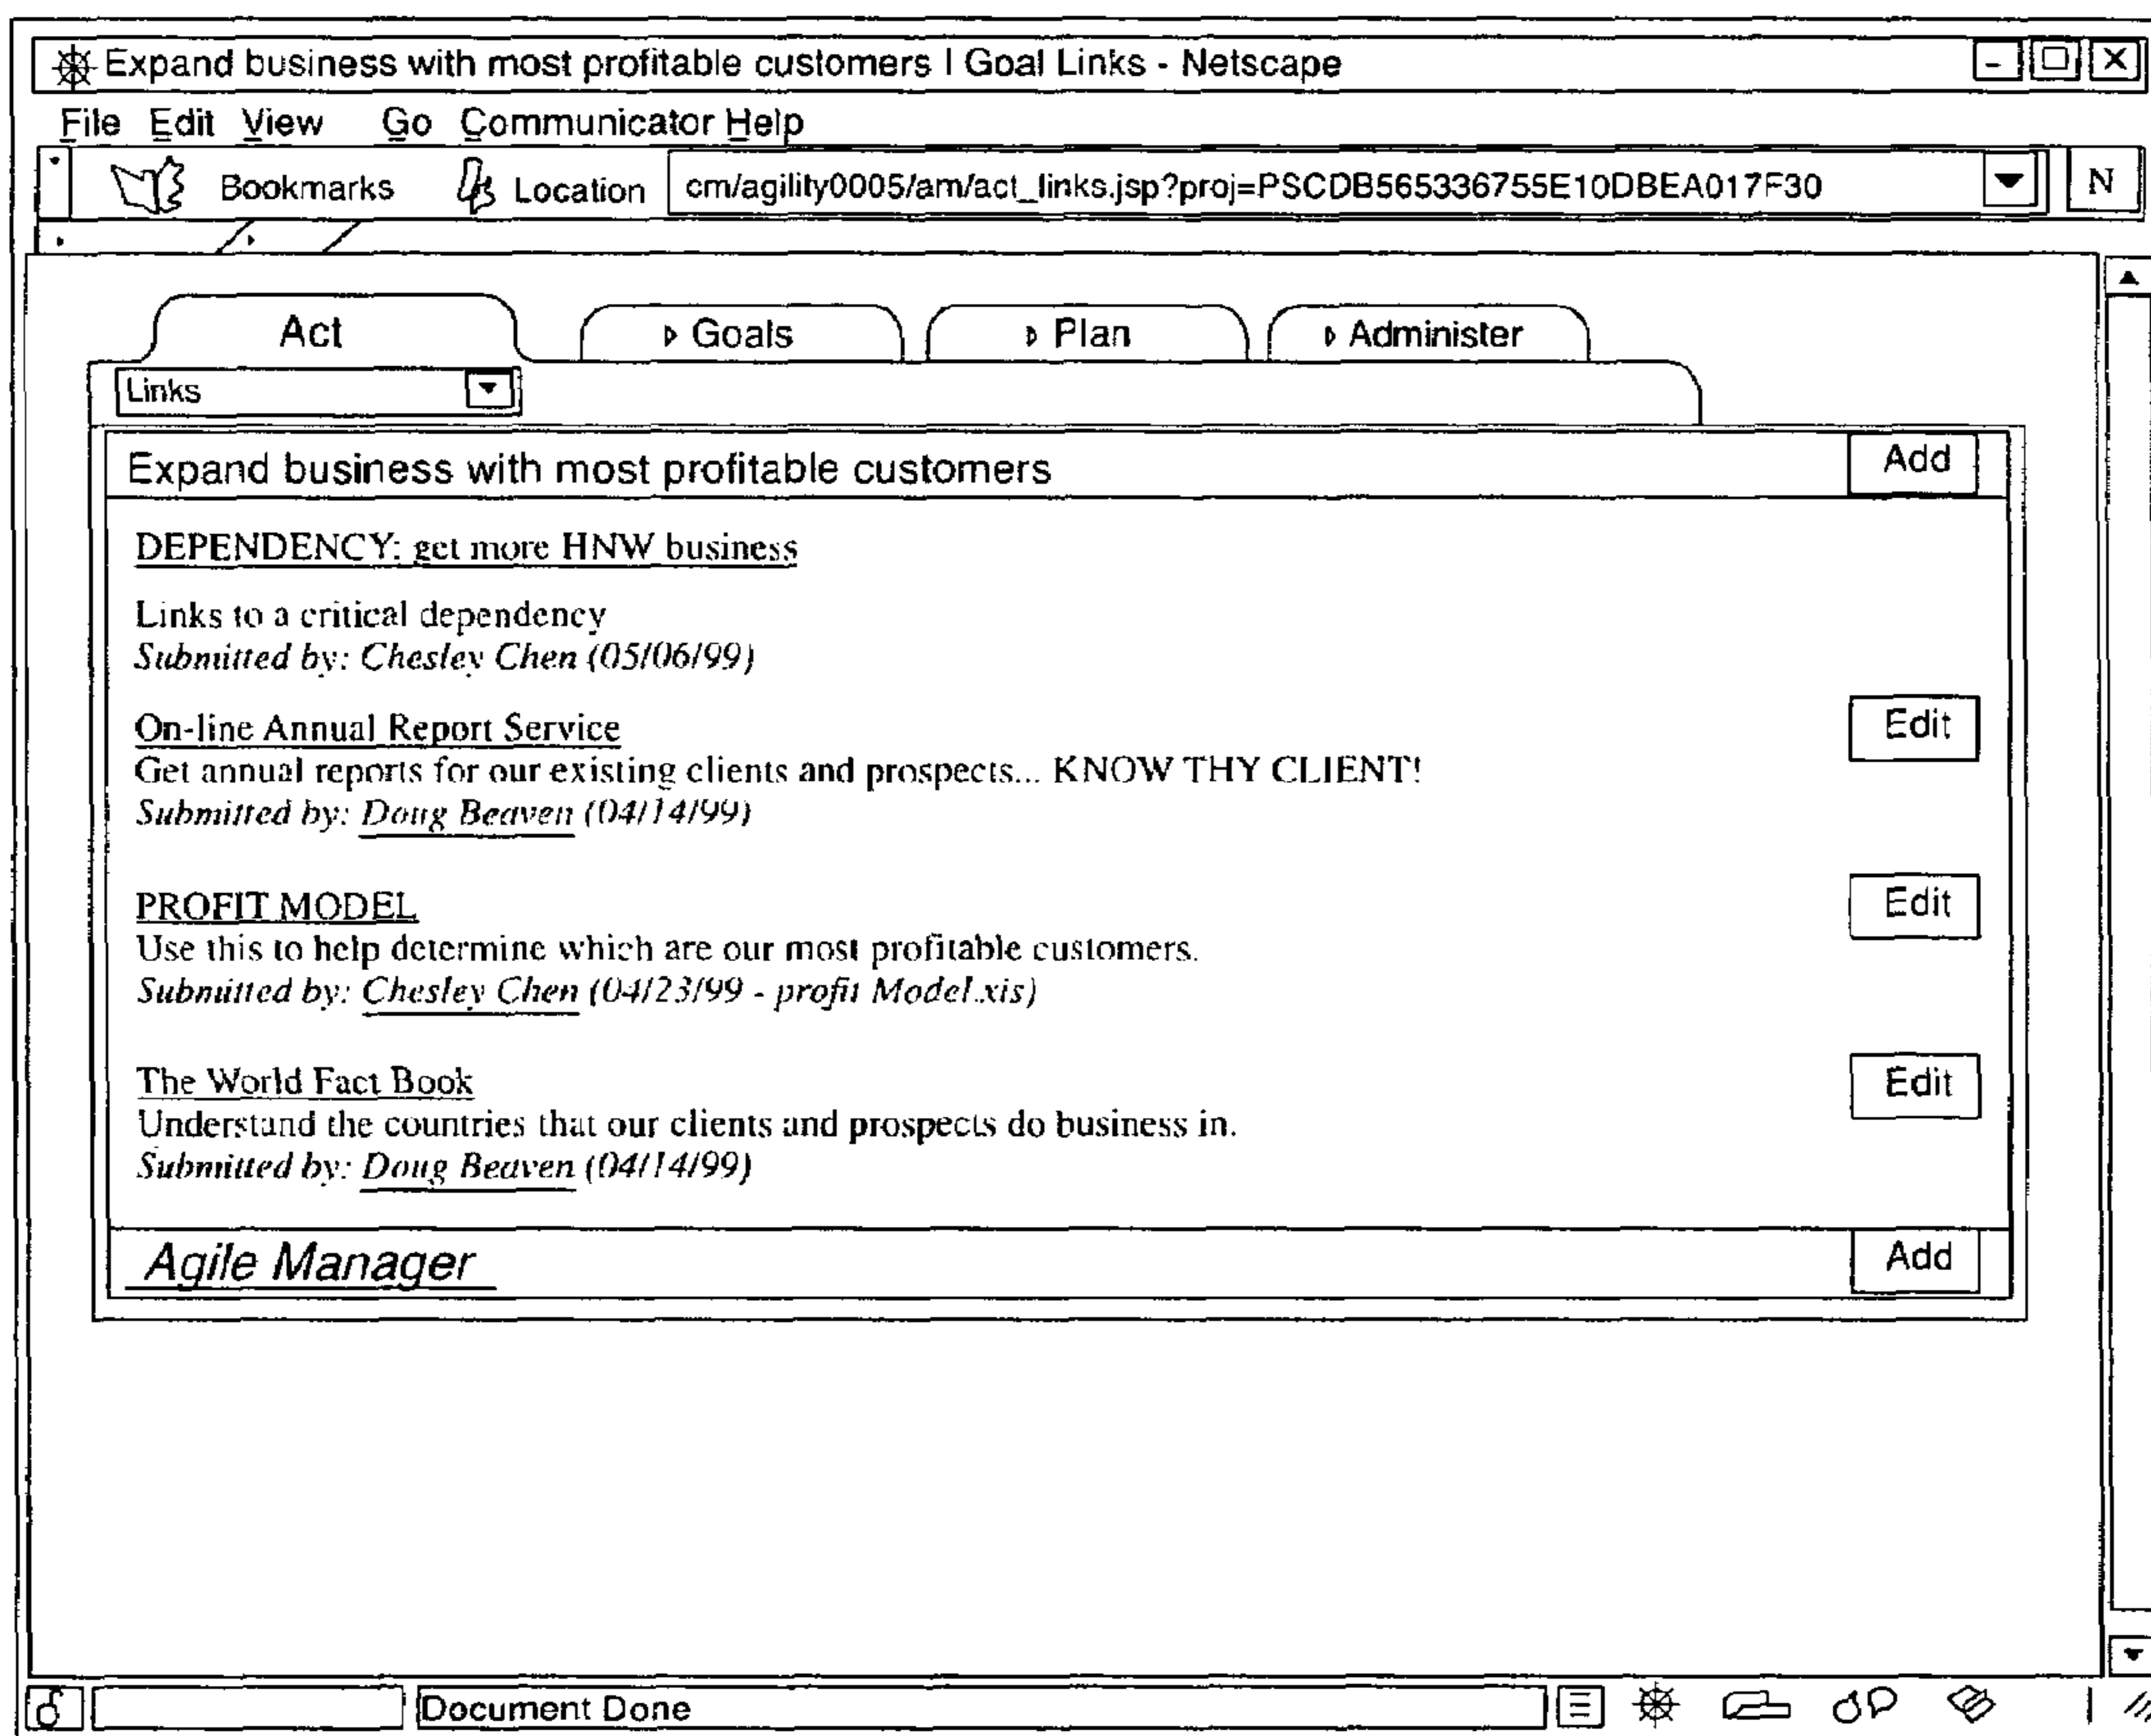 Expand business with most profitable customers | Goal Links - Netscape
File Edit View Go Communicator Help
Bookmarks Location cm/agility0005/am/act_links.jsp?proj=PSCDB565336755E10DBEA017F30 N
Act Goals Plan Administer
Links
Expand business with most profitable customers Add
DEPENDENCY: get more HNW business
Links to a critical dependency
Submitted by: Chesley Chen (05/06/99)
On-line Annual Report Service Edit
Get annual reports for our existing clients and prospects... KNOW THY CLIENT!
Submitted by: Doug Beaven (04/14/99)
PROFIT MODEL Edit
Use this to help determine which are our most profitable customers.
Submitted by: Chesley Chen (04/23/99 - profit Model.xis)
The World Fact Book Edit
Understand the countries that our clients and prospects do business in.
Submitted by: Doug Beaven (04/14/99)
Agile Manager Add
Document Done